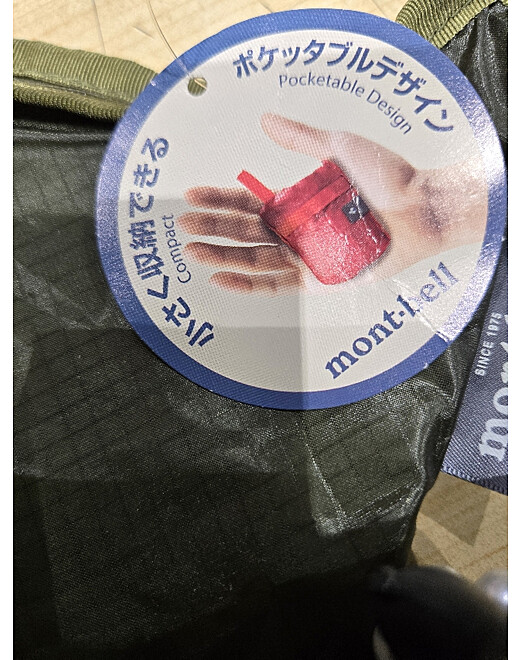 ポケッタブルデザイン
Pocketable Design
小さく収納できる
Compact
mont-bell
SINCE 1975